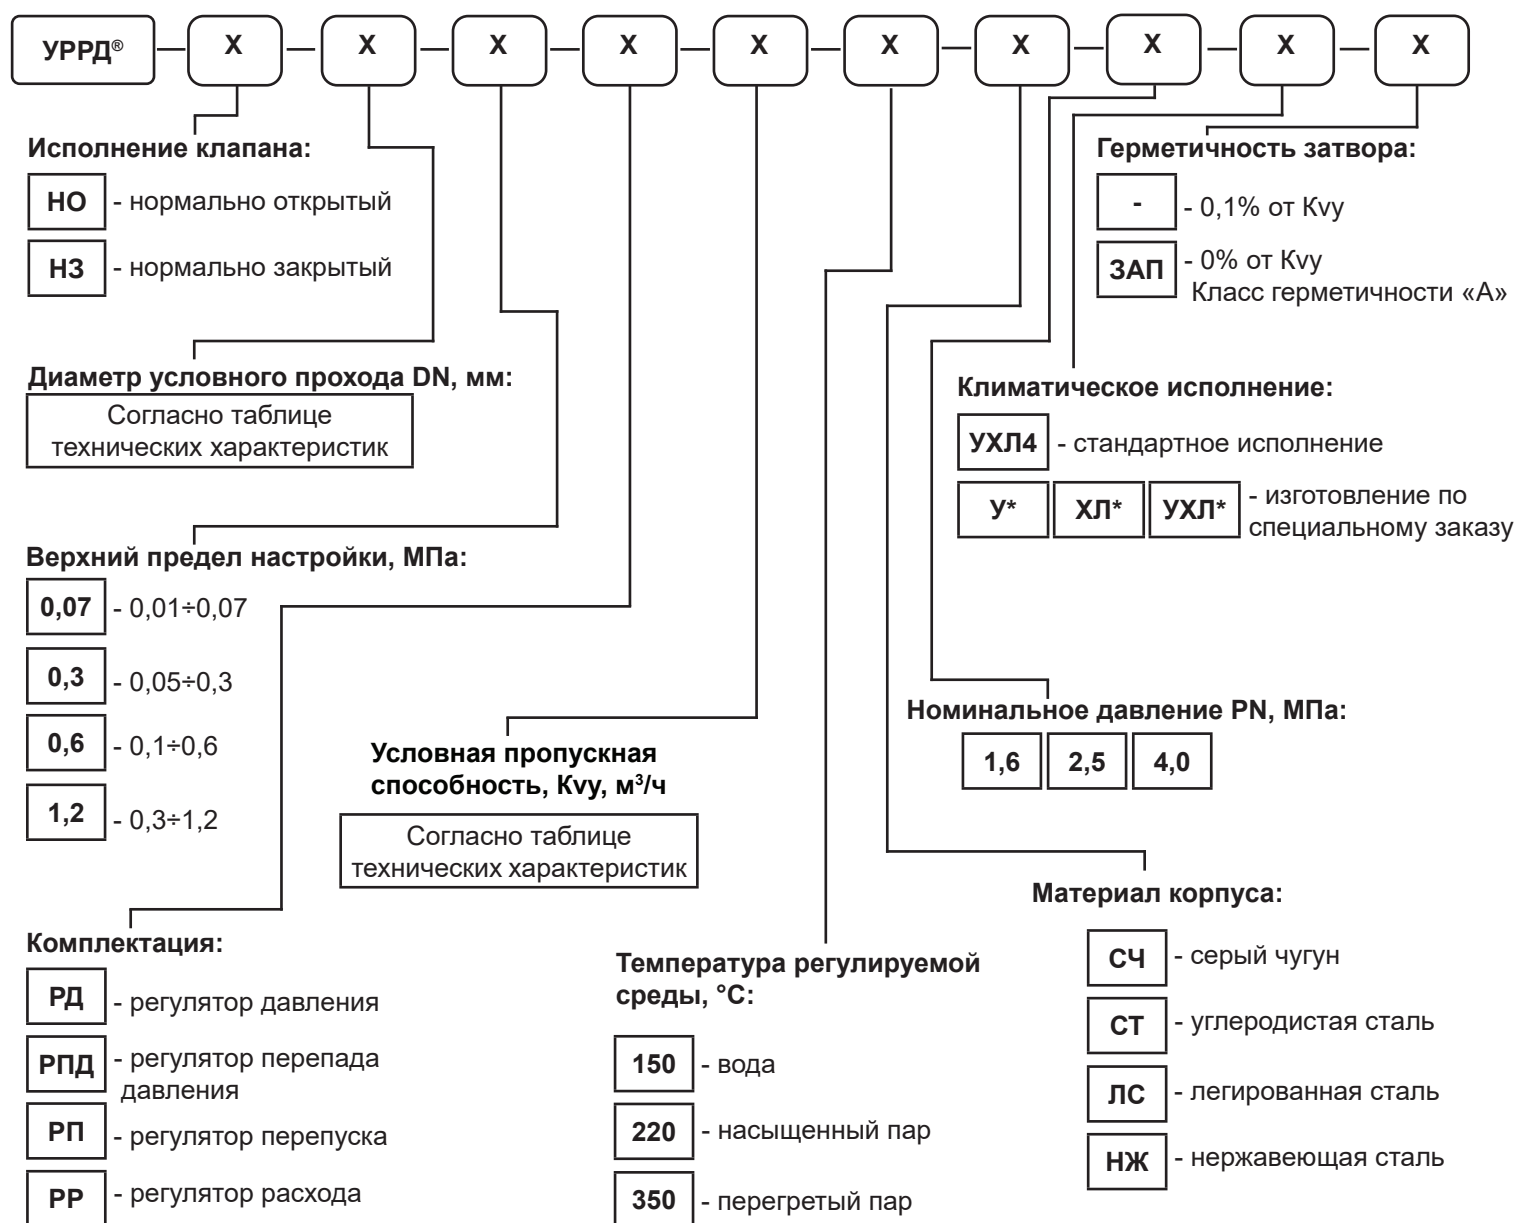 УРРД® Х Х Х Х Х Х Х Х Х Х
Исполнение клапана:
НО - нормально открытый
НЗ - нормально закрытый
Диаметр условного прохода DN, мм:
Согласно таблице
технических характеристик
Верхний предел настройки, МПа:
0,07 - 0,01÷0,07
0,3 - 0,05÷0,3
0,6 - 0,1÷0,6
1,2 - 0,3÷1,2
Комплектация:
РД - регулятор давления
РПД - регулятор перепада
давления
РП - регулятор перепуска
РР - регулятор расхода
Условная пропускная
способность, Kvy, м³/ч
Согласно таблице
технических характеристик
Температура регулируемой
среды, °С:
150 - вода
220 - насыщенный пар
350 - перегретый пар
Материал корпуса:
СЧ - серый чугун
СТ - углеродистая сталь
ЛС - легированная сталь
НЖ - нержавеющая сталь
Номинальное давление PN, МПа:
1,6 2,5 4,0
Климатическое исполнение:
УХЛ4 - стандартное исполнение
У* ХЛ* УХЛ* - изготовление по
специальному заказу
Герметичность затвора:
- - 0,1% от Kvy
ЗАП - 0% от Kvy
Класс герметичности «А»